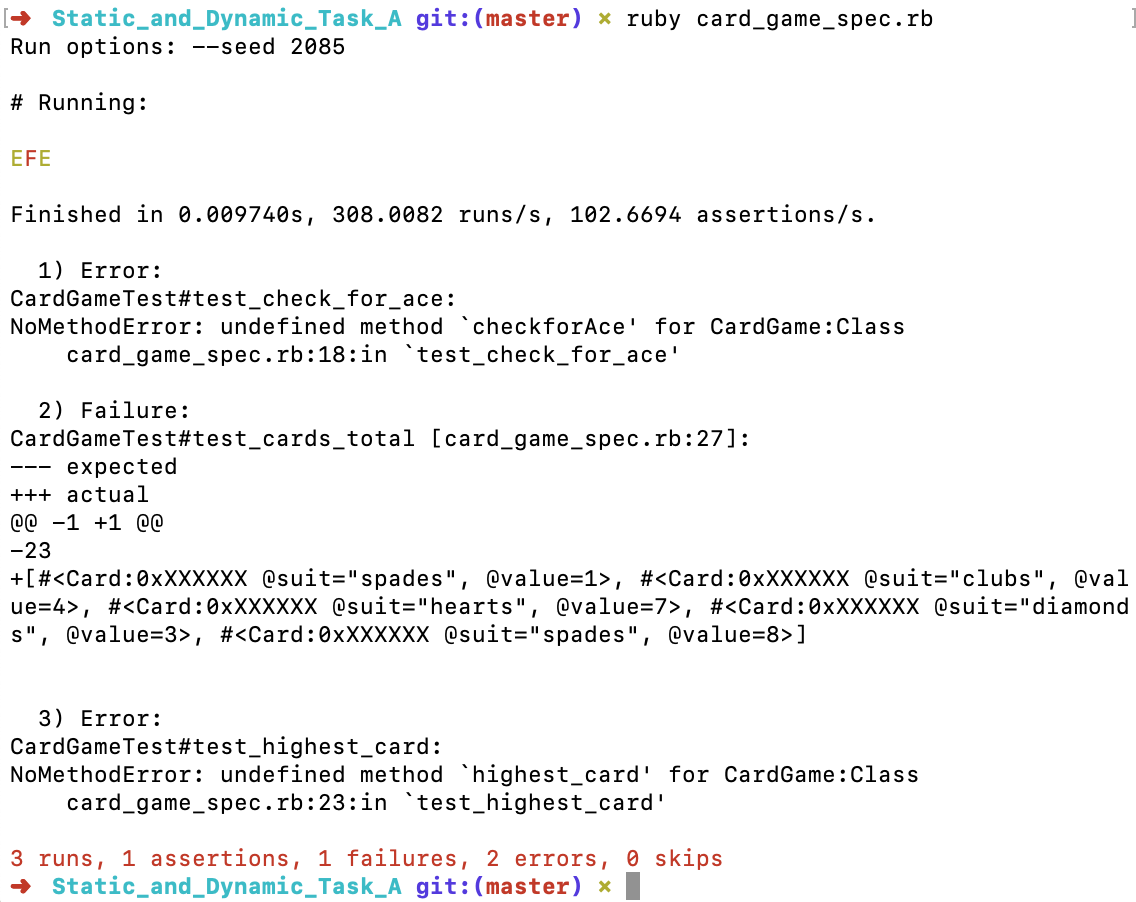 [➜  Static_and_Dynamic_Task_A git:(master) ✗ ruby card_game_spec.rb ]
Run options: --seed 2085

# Running:

EFE

Finished in 0.009740s, 308.0082 runs/s, 102.6694 assertions/s.

  1) Error:
CardGameTest#test_check_for_ace:
NoMethodError: undefined method `checkforAce' for CardGame:Class
    card_game_spec.rb:18:in `test_check_for_ace'

  2) Failure:
CardGameTest#test_cards_total [card_game_spec.rb:27]:
--- expected
+++ actual
@@ -1 +1 @@
-23
+[#<Card:0xXXXXXX @suit="spades", @value=1>, #<Card:0xXXXXXX @suit="clubs", @val
ue=4>, #<Card:0xXXXXXX @suit="hearts", @value=7>, #<Card:0xXXXXXX @suit="diamond
s", @value=3>, #<Card:0xXXXXXX @suit="spades", @value=8>]


  3) Error:
CardGameTest#test_highest_card:
NoMethodError: undefined method `highest_card' for CardGame:Class
    card_game_spec.rb:23:in `test_highest_card'

3 runs, 1 assertions, 1 failures, 2 errors, 0 skips
➜  Static_and_Dynamic_Task_A git:(master) ✗